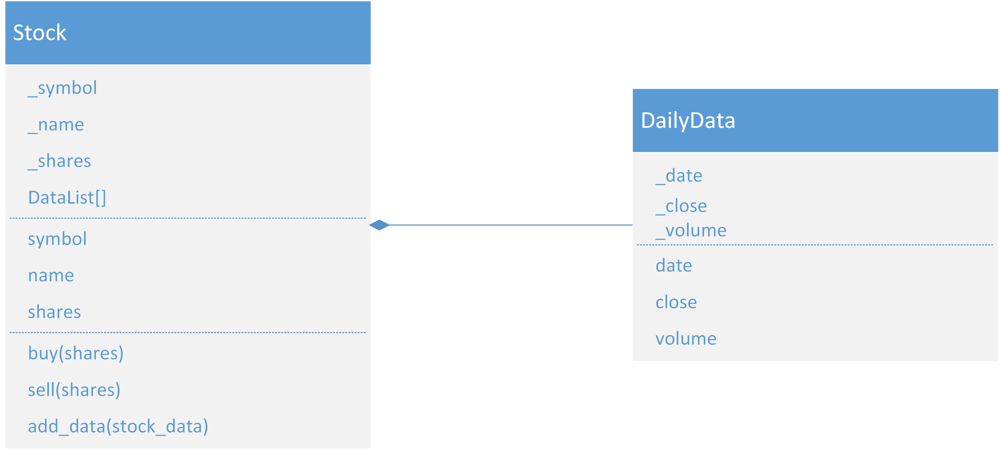 Stock
_symbol
_name
_shares
DataList[]
symbol
name
shares
buy(shares)
sell(shares)
add_data(stock_data)
DailyData
_date
_close
_volume
date
close
volume